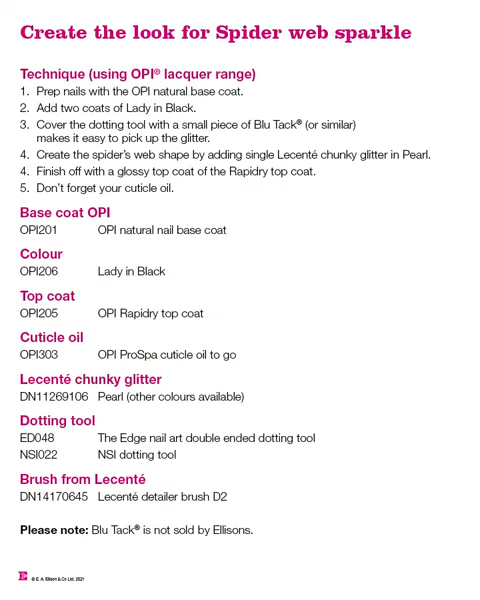 Create the look for Spider web sparkle
Technique (using OPI® lacquer range)
1. Prep nails with the OPI natural base coat.
2. Add two coats of Lady in Black.
3. Cover the dotting tool with a small piece of Blu Tack® (or similar)
makes it easy to pick up the glitter.
4. Create the spider's web shape by adding single Lecenté chunky glitter in Pearl.
4. Finish off with a glossy top coat of the Rapidry top coat.
5. Don't forget your cuticle oil.
Base coat OPI
OPI201 OPI natural nail base coat
Colour
OPI206 Lady in Black
Top coat
OPI205 OPI Rapidry top coat
Cuticle oil
OPI303 OPI ProSpa cuticle oil to go
Lecenté chunky glitter
DN11269106 Pearl (other colours available)
Dotting tool
ED048 The Edge nail art double ended dotting tool
NSI022 NSI dotting tool
Brush from Lecenté
DN14170645 Lecenté detailer brush D2
Please note: Blu Tack® is not sold by Ellisons.
E © E. A. Ellison & Co Ltd. 2021